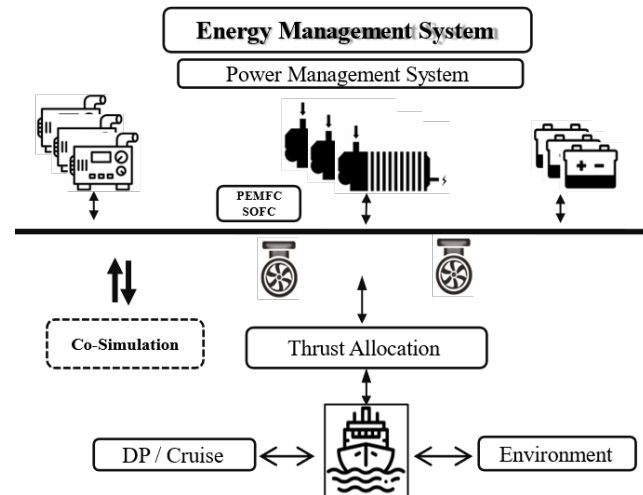 Energy Management System
Power Management System
PEMFC
SOFC
Co-Simulation
Thrust Allocation
DP / Cruise
Environment